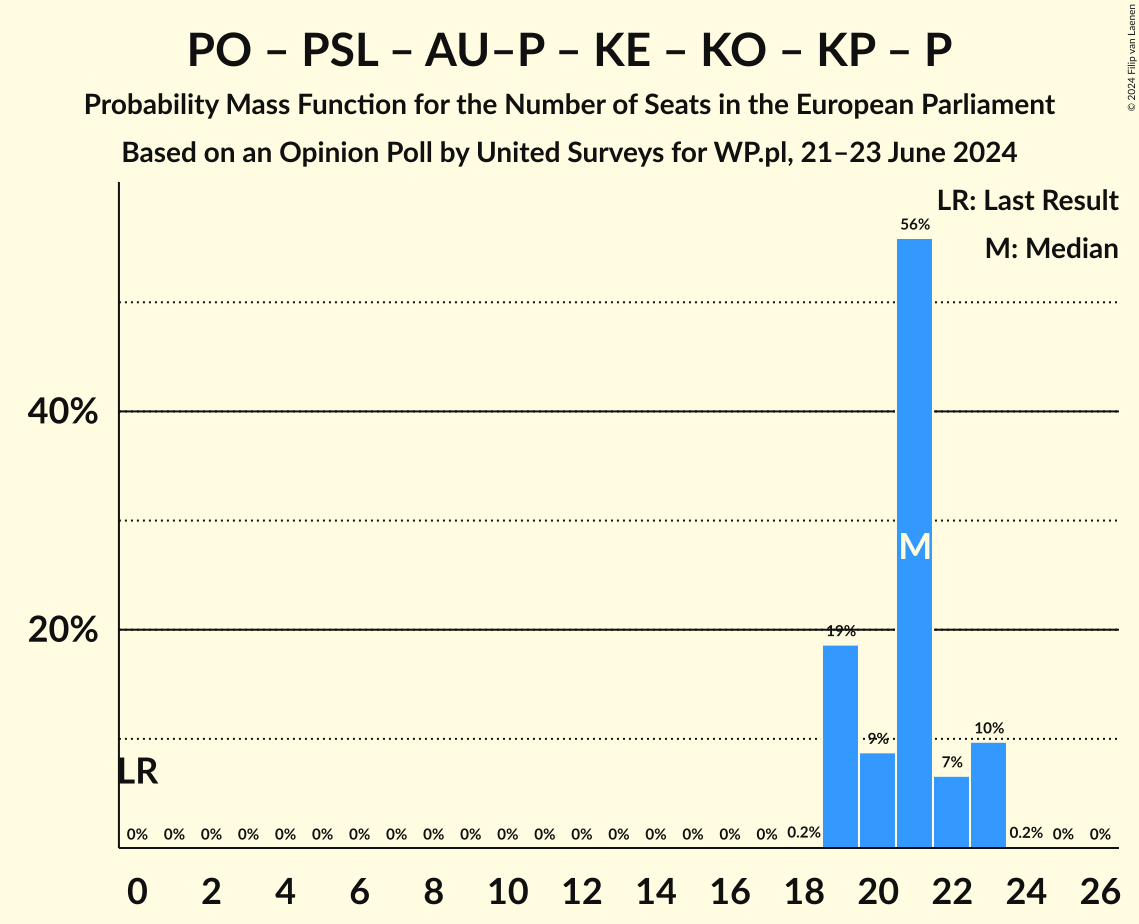 PO – PSL – AU–P – KE – KO – KP – P
Probability Mass Function for the Number of Seats in the European Parliament
Based on an Opinion Poll by United Surveys for WP.pl, 21–23 June 2024
© 2024 Filip van Laenen
LR: Last Result
M: Median
56%
40%
M
20%
19%
9%
7%
10%
LR
0% 0% 0% 0% 0% 0% 0% 0% 0% 0% 0% 0% 0% 0% 0% 0% 0% 0% 0.2% 0.2% 0% 0%
0 2 4 6 8 10 12 14 16 18 20 22 24 26